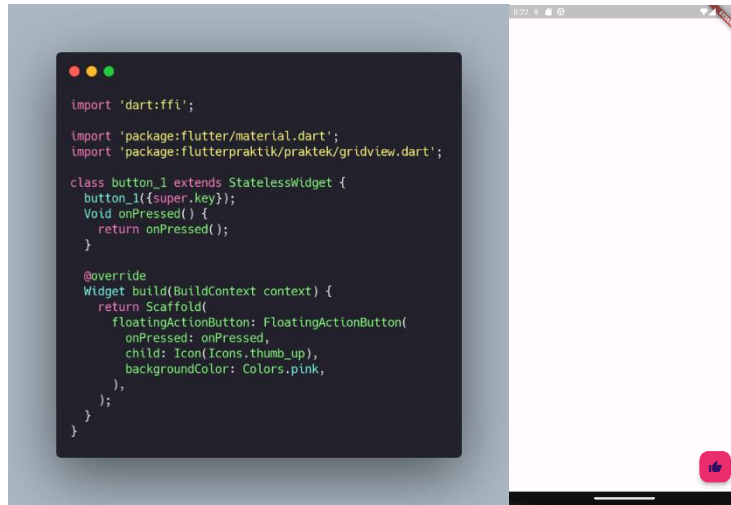 import 'dart:ffi';
import 'package:flutter/material.dart';
import 'package:flutterpraktik/praktek/gridview.dart';
class button_1 extends StatelessWidget {
button_1({super.key});
Void onPressed() {
return onPressed();
}
@override
Widget build(BuildContext context) {
return Scaffold(
floatingActionButton: FloatingActionButton(
onPressed: onPressed,
child: Icon(Icons.thumb_up),
backgroundColor: Colors.pink,
),
);
}
}
6:22